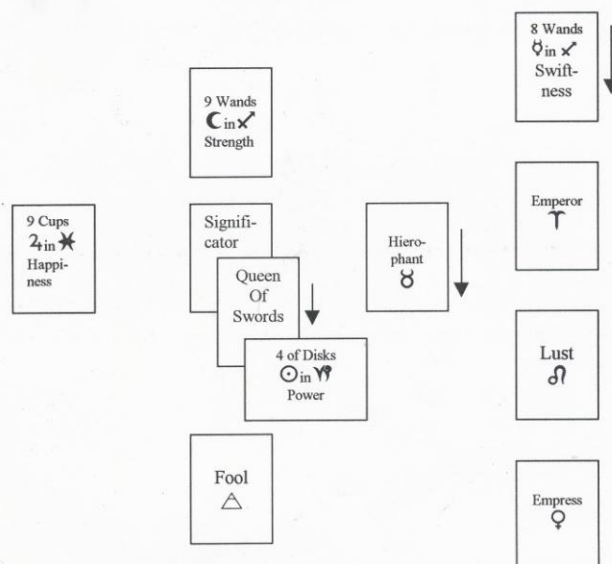 8 Wands
☿ in ♐
Swift-
ness
9 Wands
☾ in ♐
Strength
Emperor
♈
9 Cups
♃ in ♓
Happi-
ness
Signifi-
cator
Hiero-
phant
♉
Queen
Of
Swords
4 of Disks
☉ in ♑
Power
Lust
♌
Fool
🜁
Empress
♀